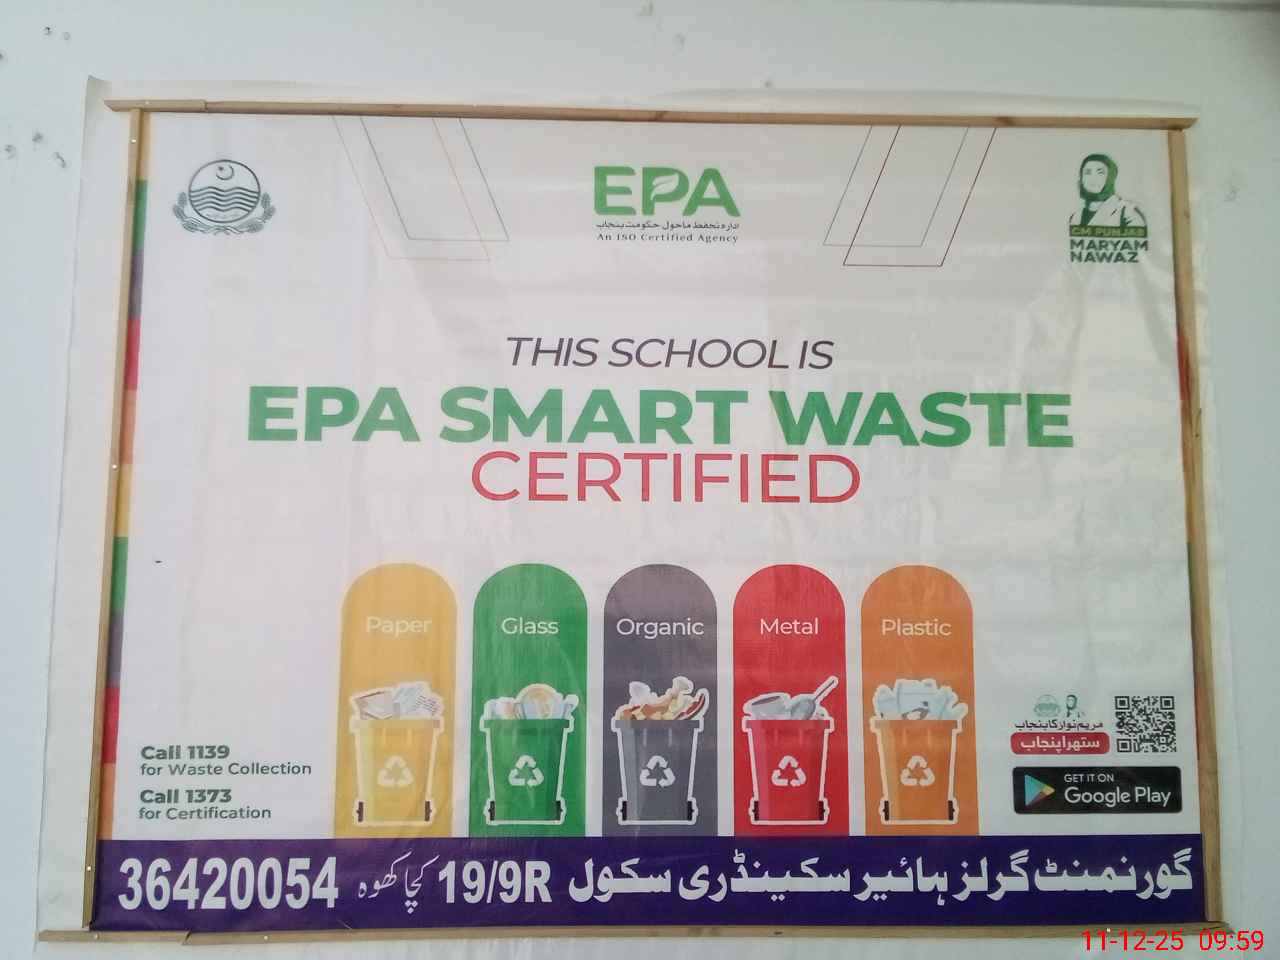 EPA
ادارہ تحفظ ماحول حکومت پنجاب
An ISO Certified Agency
CM PUNJAB
MARYAM
NAWAZ
THIS SCHOOL IS
EPA SMART WASTE
CERTIFIED
Paper
Glass
Organic
Metal
Plastic
Call 1139
for Waste Collection
Call 1373
for Certification
مریم نواز کا پنجاب
ستھرا پنجاب
GET IT ON
Google Play
گورنمنٹ گرلز ہائیر سکینڈری سکول 19/9R کچا کھوہ 36420054
11-12-25 09:59